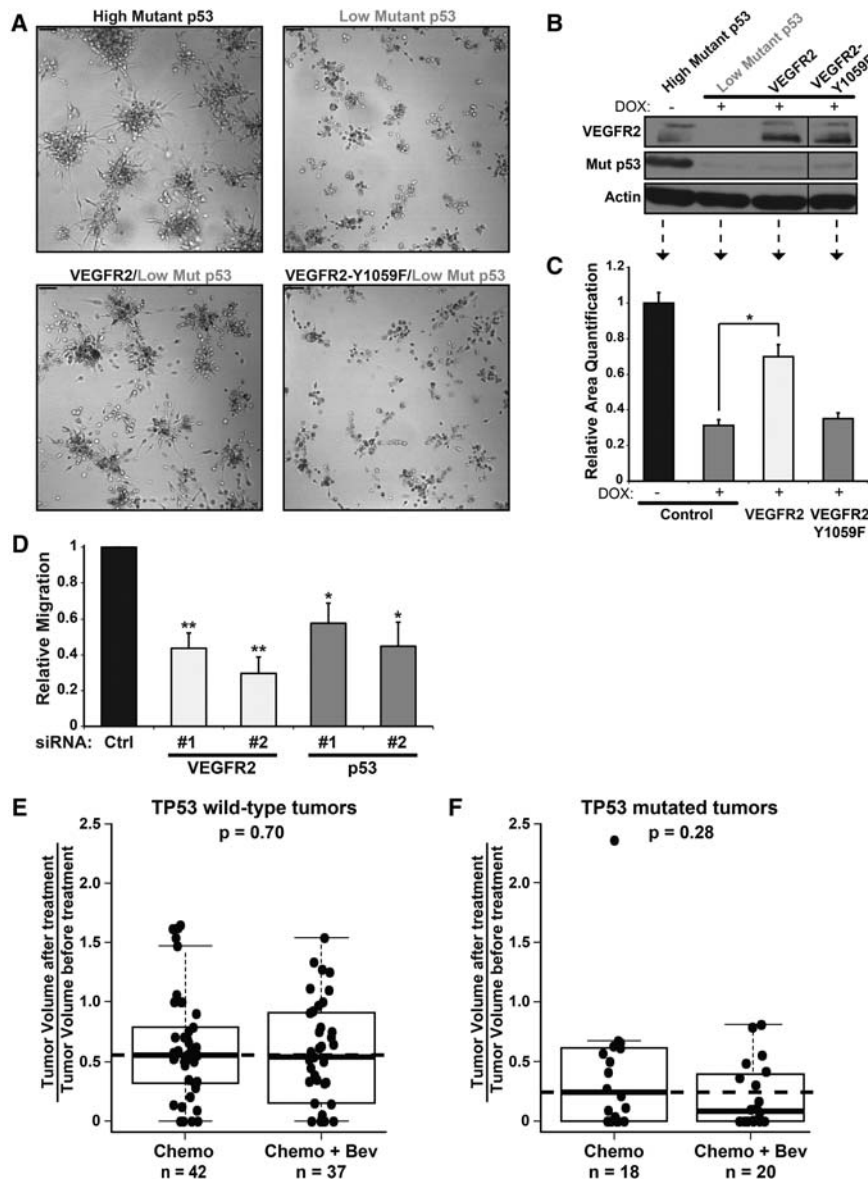 A
High Mutant p53
Low Mutant p53
VEGFR2/Low Mut p53
VEGFR2-Y1059F/Low Mut p53
B
High Mutant p53
Low Mutant p53
VEGFR2
VEGFR2-
Y1059F
DOX: - + + +
VEGFR2
Mut p53
Actin
C
Relative Area Quantification
1.2
1
0.8
0.6
0.4
0.2
0
*
DOX: - + + +
Control
VEGFR2
VEGFR2
Y1059F
D
Relative Migration
1
0.8
0.6
0.4
0.2
0
**
**
*
*
siRNA: Ctrl #1 #2 #1 #2
VEGFR2
p53
E
TP53 wild-type tumors
p = 0.70
Tumor Volume after treatment
Tumor Volume before treatment
2.5
2.0
1.5
1.0
0.5
0
Chemo
n = 42
Chemo + Bev
n = 37
F
TP53 mutated tumors
p = 0.28
Tumor Volume after treatment
Tumor Volume before treatment
2.5
2.0
1.5
1.0
0.5
0
Chemo
n = 18
Chemo + Bev
n = 20